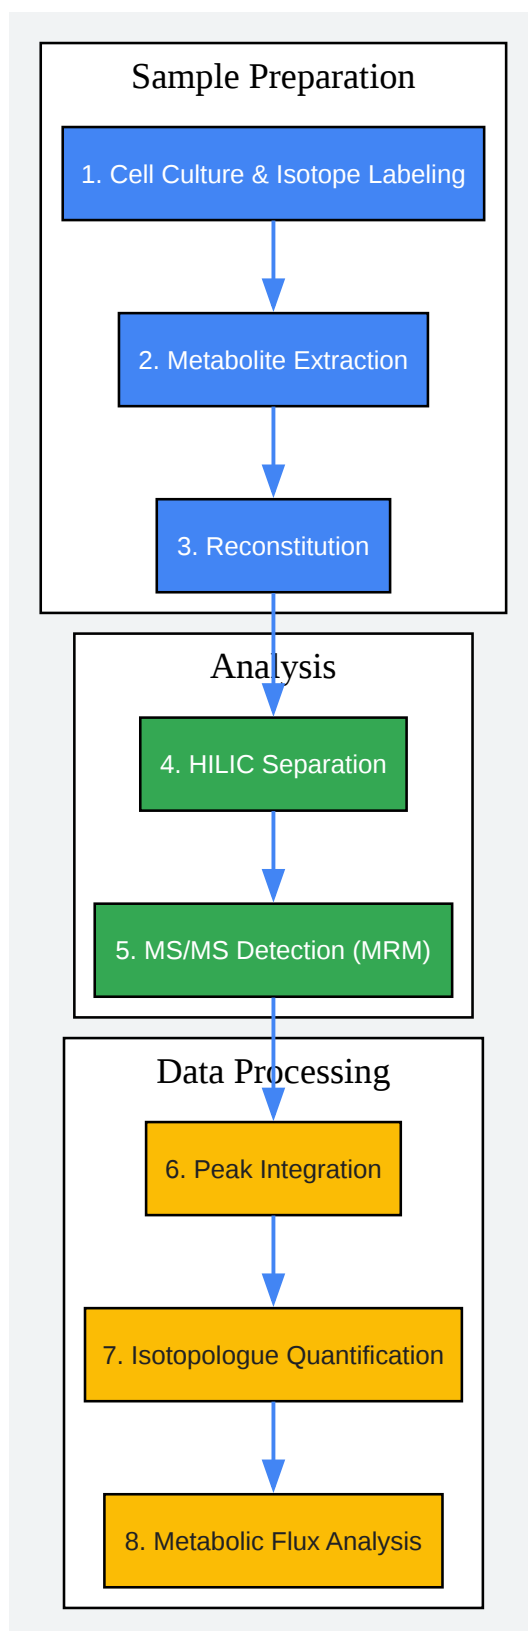 Sample Preparation
1. Cell Culture & Isotope Labeling
2. Metabolite Extraction
3. Reconstitution
Analysis
4. HILIC Separation
5. MS/MS Detection (MRM)
Data Processing
6. Peak Integration
7. Isotopologue Quantification
8. Metabolic Flux Analysis